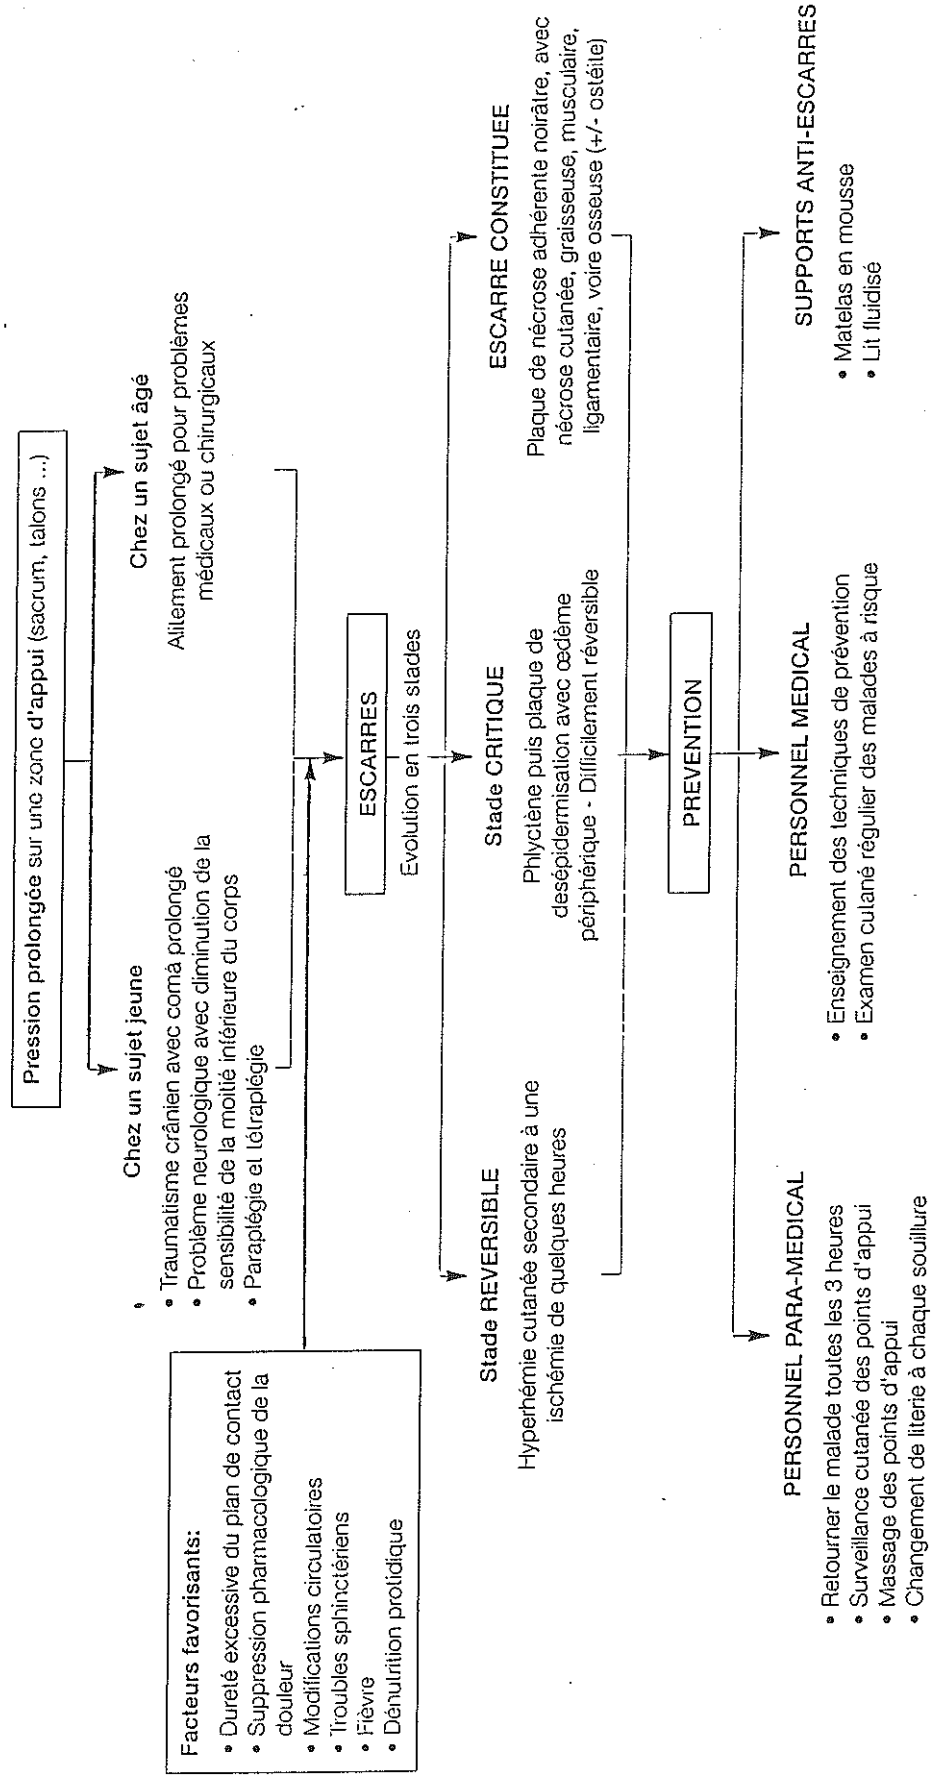 Pression prolongée sur une zone d'appui (sacrum, talons ...)
Chez un sujet jeune
• Traumatisme crânien avec coma prolongé
• Problème neurologique avec diminution de la
sensibilité de la moitié inférieure du corps
• Paraplégie et tétraplégie
Chez un sujet âgé
Alitement prolongé pour problèmes
médicaux ou chirurgicaux
Facteurs favorisants:
• Dureté excessive du plan de contact
• Suppression pharmacologique de la
douleur
• Modifications circulatoires
• Troubles sphinctériens
• Fièvre
• Dénutrition protidique
ESCARRES
Evolution en trois stades
Stade REVERSIBLE
Hyperhémie cutanée secondaire à une
ischémie de quelques heures
Stade CRITIQUE
Phlyctène puis plaque de
desépidermisation avec œdème
périphérique - Difficilement réversible
ESCARRE CONSTITUEE
Plaque de nécrose adhérente noirâtre, avec
nécrose cutanée, graisseuse, musculaire,
ligamentaire, voire osseuse (+/- ostéite)
PREVENTION
PERSONNEL PARA-MEDICAL
• Retourner le malade toutes les 3 heures
• Surveillance cutanée des points d'appui
• Massage des points d'appui
• Changement de literie à chaque souillure
PERSONNEL MEDICAL
• Enseignement des techniques de prévention
• Examen cutané régulier des malades à risque
SUPPORTS ANTI-ESCARRES
• Matelas en mousse
• Lit fluidisé